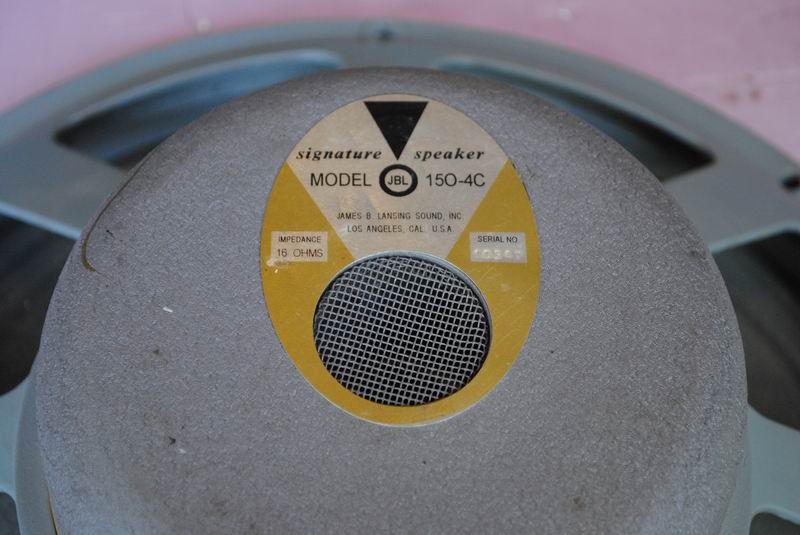 signature speaker
MODEL JBL 150-4C
JAMES B. LANSING SOUND, INC
LOS ANGELES, CAL. U.S.A.
IMPEDANCE
16 OHMS
SERIAL NO.